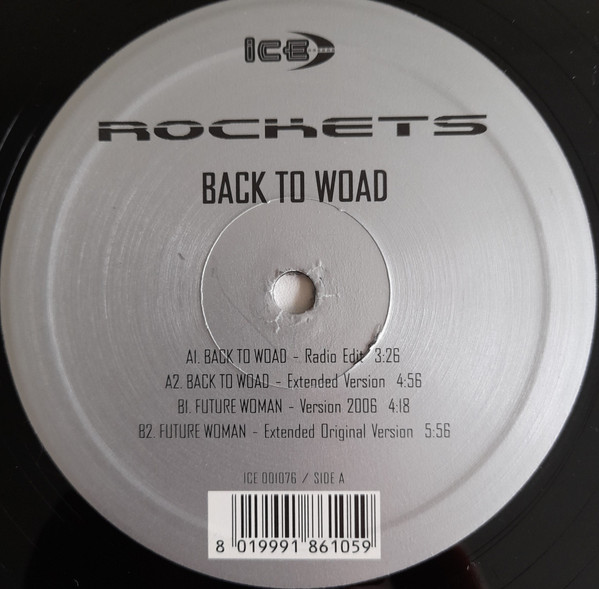 ICE
ROCKETS
BACK TO WOAD
A1. BACK TO WOAD - Radio Edit 3:26
A2. BACK TO WOAD - Extended Version 4:56
B1. FUTURE WOMAN - Version 2006 4:18
B2. FUTURE WOMAN - Extended Original Version 5:56
ICE 001076 / SIDE A
8 019991 861059